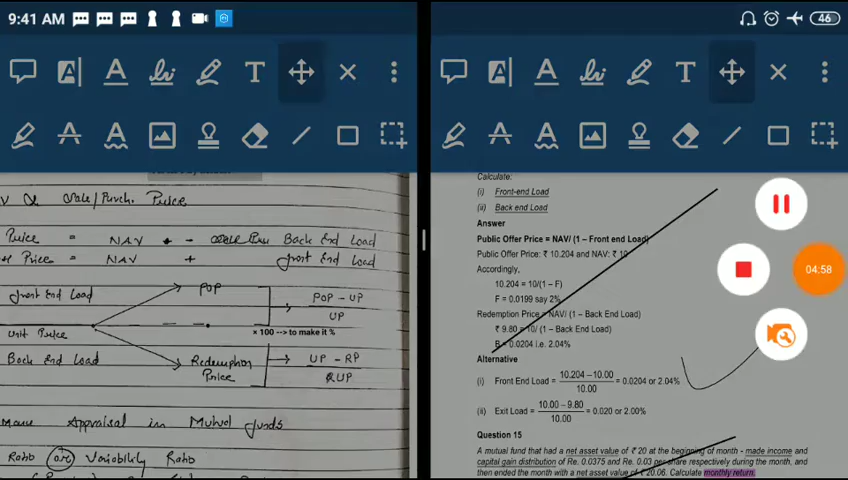 9:41 AM
46
V & Sale/Purch. Price
Price = NAV - Back End Load
Price = NAV + front End Load
front End Load
POP
POP - UP
UP
unit Price
× 100 --> to make it %
Back End Load
Redemption Price
UP - RP
UP
Appraisal in Mutual funds
Ratio or Variability Ratio
Calculate:
(i) Front-end Load
(ii) Back end Load
Answer
Public Offer Price = NAV/ (1 – Front end Load)
Public Offer Price: ₹ 10.204 and NAV: ₹ 10
Accordingly,
10.204 = 10/(1 – F)
F = 0.0199 say 2%
Redemption Price = NAV/ (1 – Back End Load)
₹ 9.80 = 10/ (1 – Back End Load)
B = 0.0204 i.e. 2.04%
Alternative
(i) Front End Load = 10.204 – 10.00 / 10.00 = 0.0204 or 2.04%
(ii) Exit Load = 10.00 – 9.80 / 10.00 = 0.020 or 2.00%
Question 15
A mutual fund that had a net asset value of ₹ 20 at the beginning of month - made income and
capital gain distribution of Re. 0.0375 and Re. 0.03 per share respectively during the month, and
then ended the month with a net asset value of ₹ 20.06. Calculate monthly return.
04:58